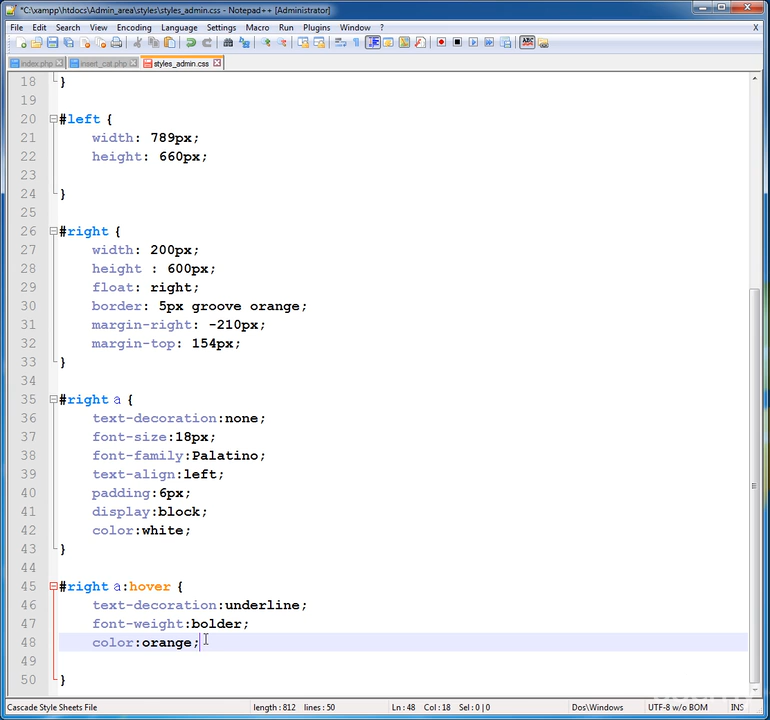 *C:\xampp\htdocs\Admin_area\styles\styles_admin.css - Notepad++ [Administrator]
File Edit Search View Encoding Language Settings Macro Run Plugins Window ? X
index.php insert_cat.php styles_admin.css
18 }
19
20 #left {
21 width: 789px;
22 height: 660px;
23
24 }
25
26 #right {
27 width: 200px;
28 height : 600px;
29 float: right;
30 border: 5px groove orange;
31 margin-right: -210px;
32 margin-top: 154px;
33 }
34
35 #right a {
36 text-decoration:none;
37 font-size:18px;
38 font-family:Palatino;
39 text-align:left;
40 padding:6px;
41 display:block;
42 color:white;
43 }
44
45 #right a:hover {
46 text-decoration:underline;
47 font-weight:bolder;
48 color:orange;
49
50 }
Cascade Style Sheets File length : 812 lines : 50 Ln : 48 Col : 18 Sel : 0 | 0 Dos\Windows UTF-8 w/o BOM INS